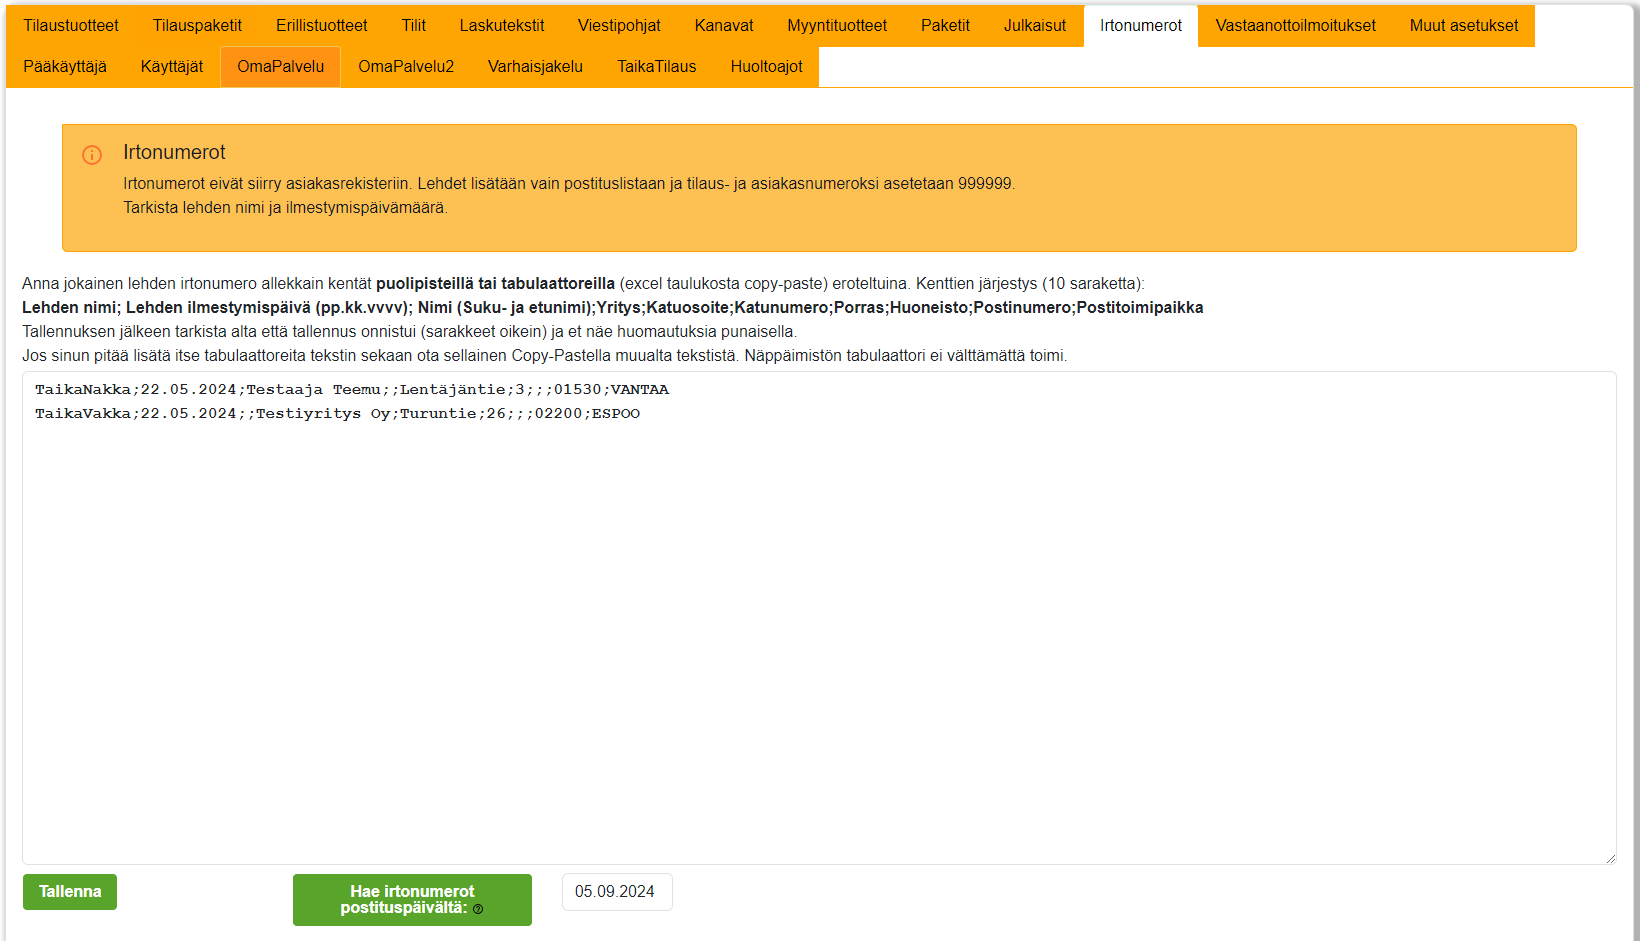 Tilaustuotteet Tilauspaketit Erillistuotteet Tilit Laskutekstit Viestipohjat Kanavat Myyntituotteet Paketit Julkaisut Irtonumerot Vastaanottoilmoitukset Muut asetukset
Pääkäyttäjä Käyttäjät OmaPalvelu OmaPalvelu2 Varhaisjakelu TaikaTilaus Huoltoajot
Irtonumerot
Irtonumerot eivät siirry asiakasrekisteriin. Lehdet lisätään vain postituslistaan ja tilaus- ja asiakasnumeroksi asetetaan 999999.
Tarkista lehden nimi ja ilmestymispäivämäärä.
Anna jokainen lehden irtonumero allekkain kentät puolipisteillä tai tabulaattoreilla (excel taulukosta copy-paste) eroteltuina. Kenttien järjestys (10 saraketta):
Lehden nimi; Lehden ilmestymispäivä (pp.kk.vvvv); Nimi (Suku- ja etunimi);Yritys;Katuosoite;Katunumero;Porras;Huoneisto;Postinumero;Postitoimipaikka
Tallennuksen jälkeen tarkista alta että tallennus onnistui (sarakkeet oikein) ja et näe huomautuksia punaisella.
Jos sinun pitää lisätä itse tabulaattoreita tekstin sekaan ota sellainen Copy-Pastella muualta tekstistä. Näppäimistön tabulaattori ei välttämättä toimi.
TaikaNakka;22.05.2024;Testaaja Teemu;;Lentäjäntie;3;;;01530;VANTAA
TaikaVakka;22.05.2024;;Testiyritys Oy;Turuntie;26;;;02200;ESPOO
Tallenna
Hae irtonumerot
postituspäivältä:
05.09.2024